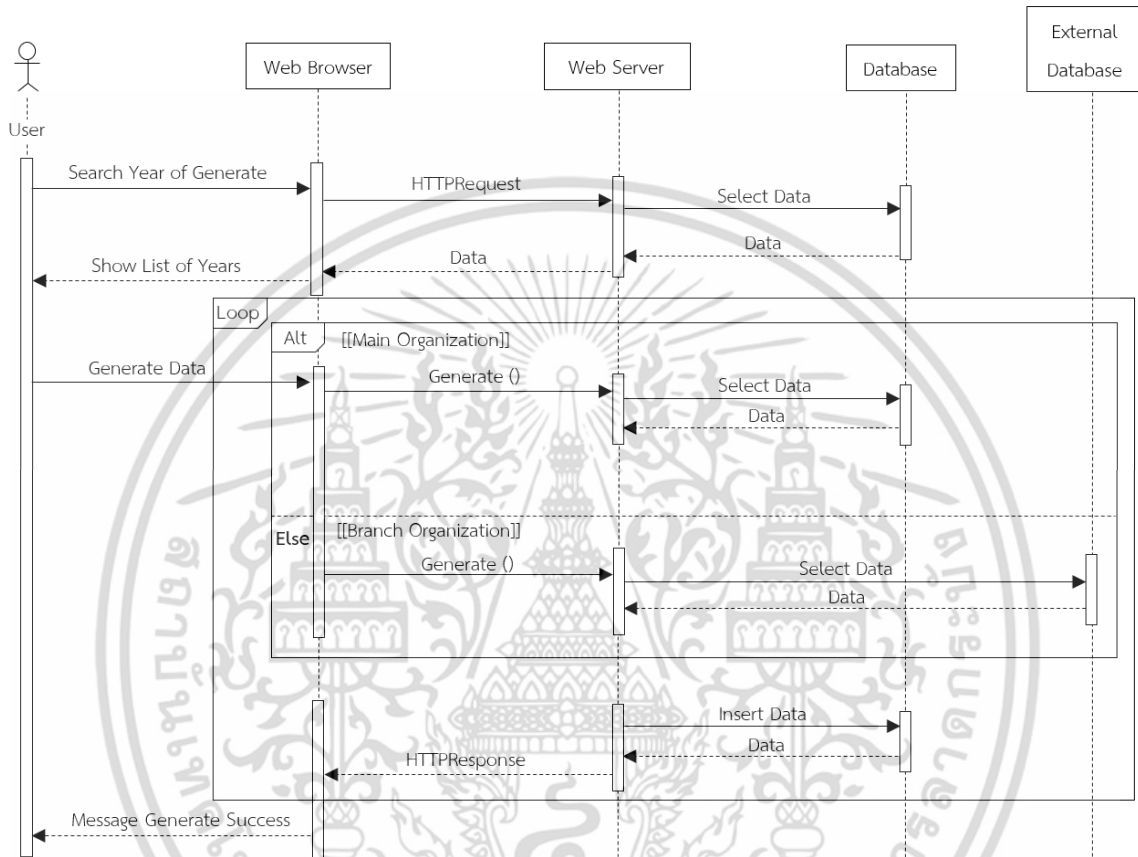 External
Database
Web Browser
Web Server
Database
User
Search Year of Generate
HTTPRequest
Select Data
Data
Data
Show List of Years
Loop
Alt
[[Main Organization]]
Generate Data
Generate ()
Select Data
Data
Else
[[Branch Organization]]
Generate ()
Select Data
Data
Insert Data
Data
HTTPResponse
Message Generate Success